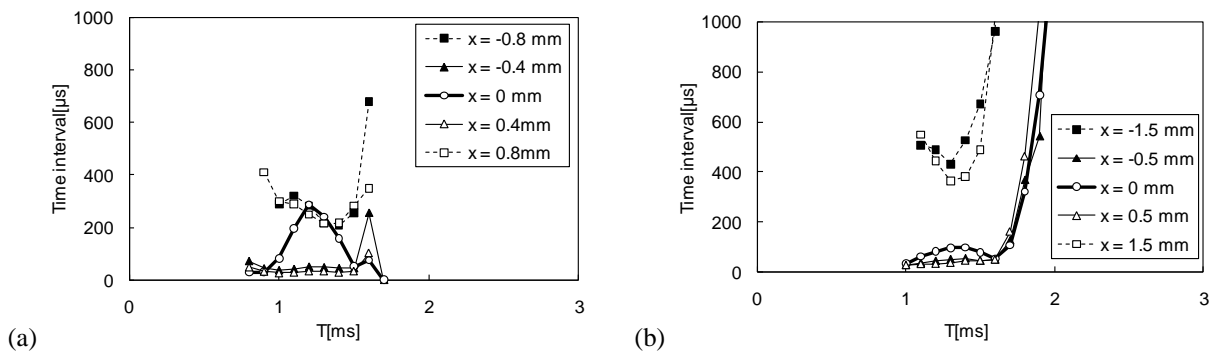 1000
800
600
400
200
0
Time interval[µs]
0
1
2
3
T[ms]
x = -0.8 mm
x = -0.4 mm
x = 0 mm
x = 0.4mm
x = 0.8mm
(a)
1000
800
600
400
200
0
Time interval[µs]
0
1
2
3
T[ms]
x = -1.5 mm
x = -0.5 mm
x = 0 mm
x = 0.5 mm
x = 1.5 mm
(b)